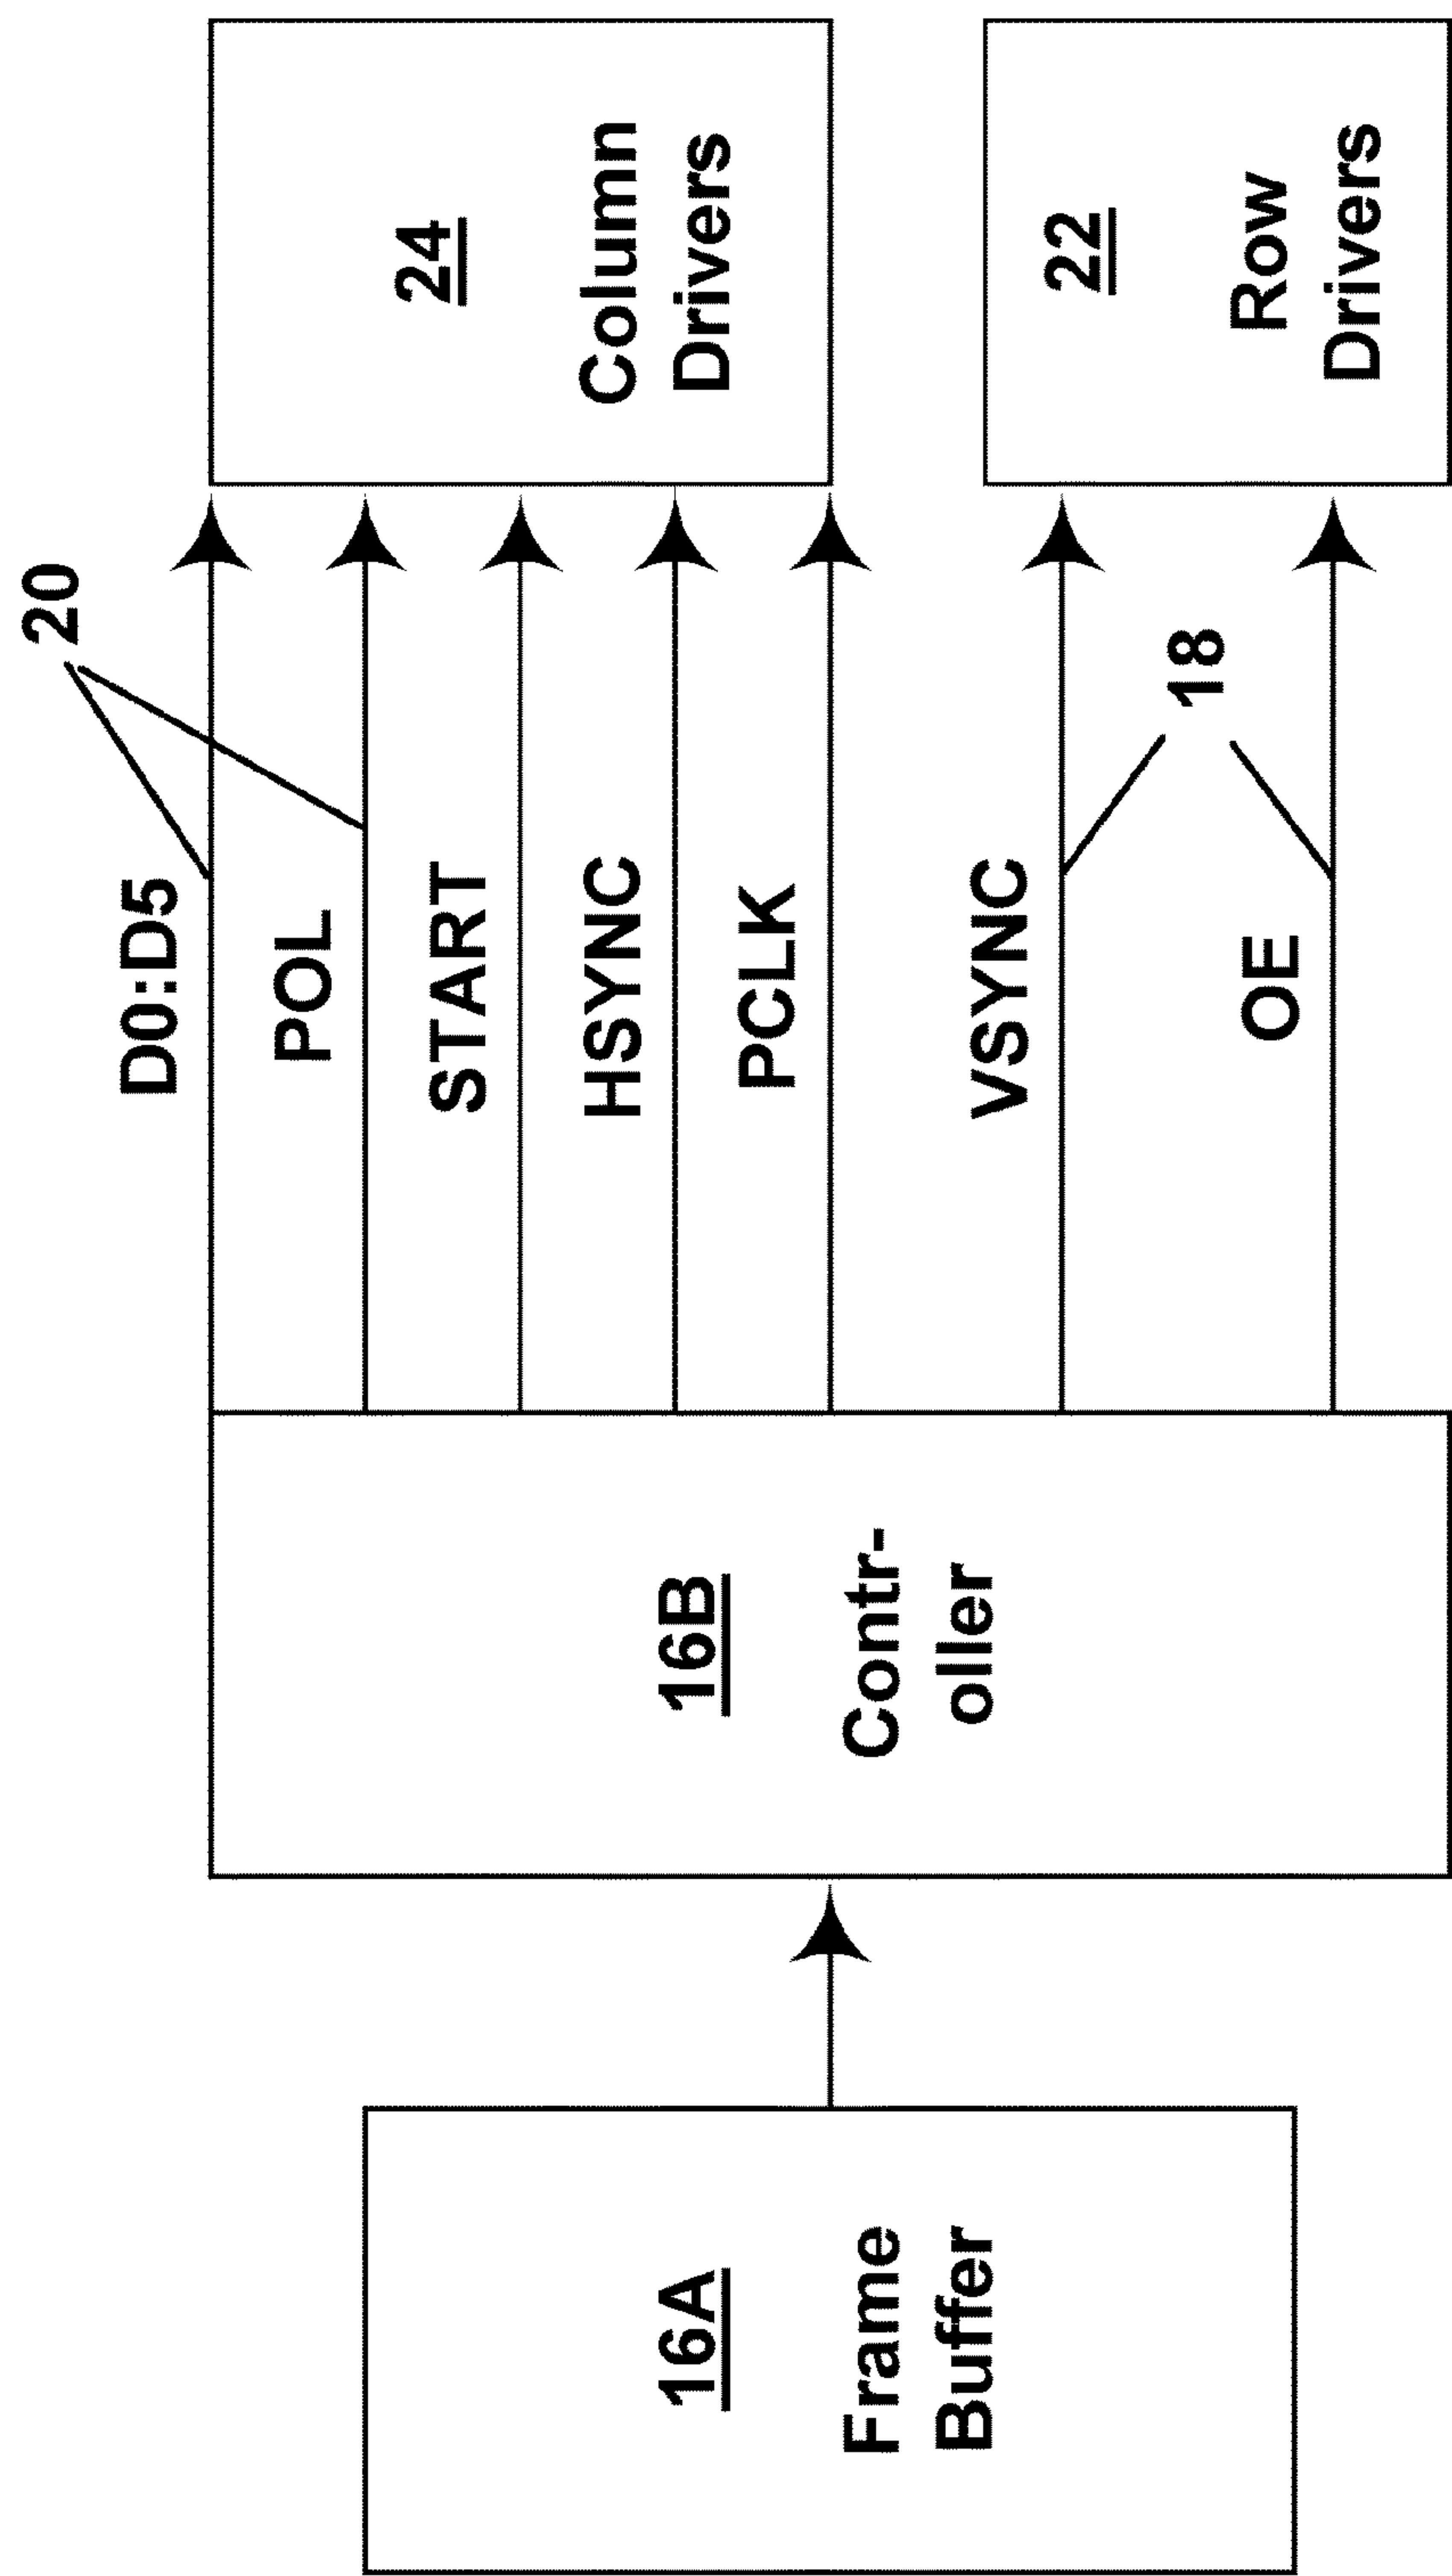 16A
Frame
Buffer
16B
Contr-
oller
20
D0:D5
POL
START
HSYNC
PCLK
VSYNC
18
OE
24
Column
Drivers
22
Row
Drivers